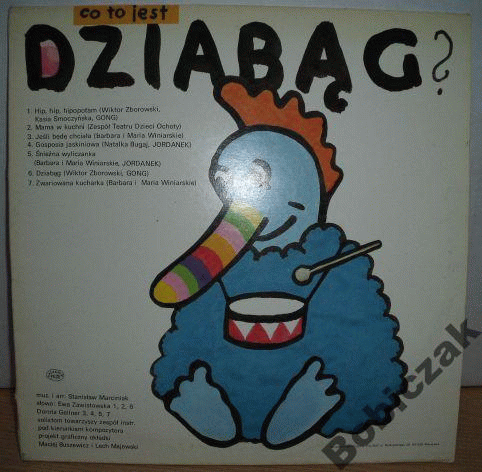 co to jest
DZIABĄG?
1. Hip, hip, hipopotam (Wiktor Zborowski,
Kasia Smoczyńska, GONG)
2. Mama w kuchni (Zespół Teatru Dzieci Ochoty)
3. Jeśli będę chciała (Barbara i Maria Winiarskie)
4. Gosposia jaskiniowa (Natalka Bugaj, JORDANEK)
5. Śnieżna wyliczanka
(Barbara i Maria Winiarskie, JORDANEK)
6. Dziabąg (Wiktor Zborowski, GONG)
7. Zwariowana kucharka (Barbara i Maria Winiarskie)
muz. i arr. Stanisław Marciniak
słowa: Ewa Zawistowska 1, 2, 6
Dorota Gellner 3, 4, 5, 7
solistom towarzyszy zespół instr.
pod kierunkiem kompozytora
projekt graficzny okładki
Maciej Buszewicz i Lech Majewski
Bobiczak